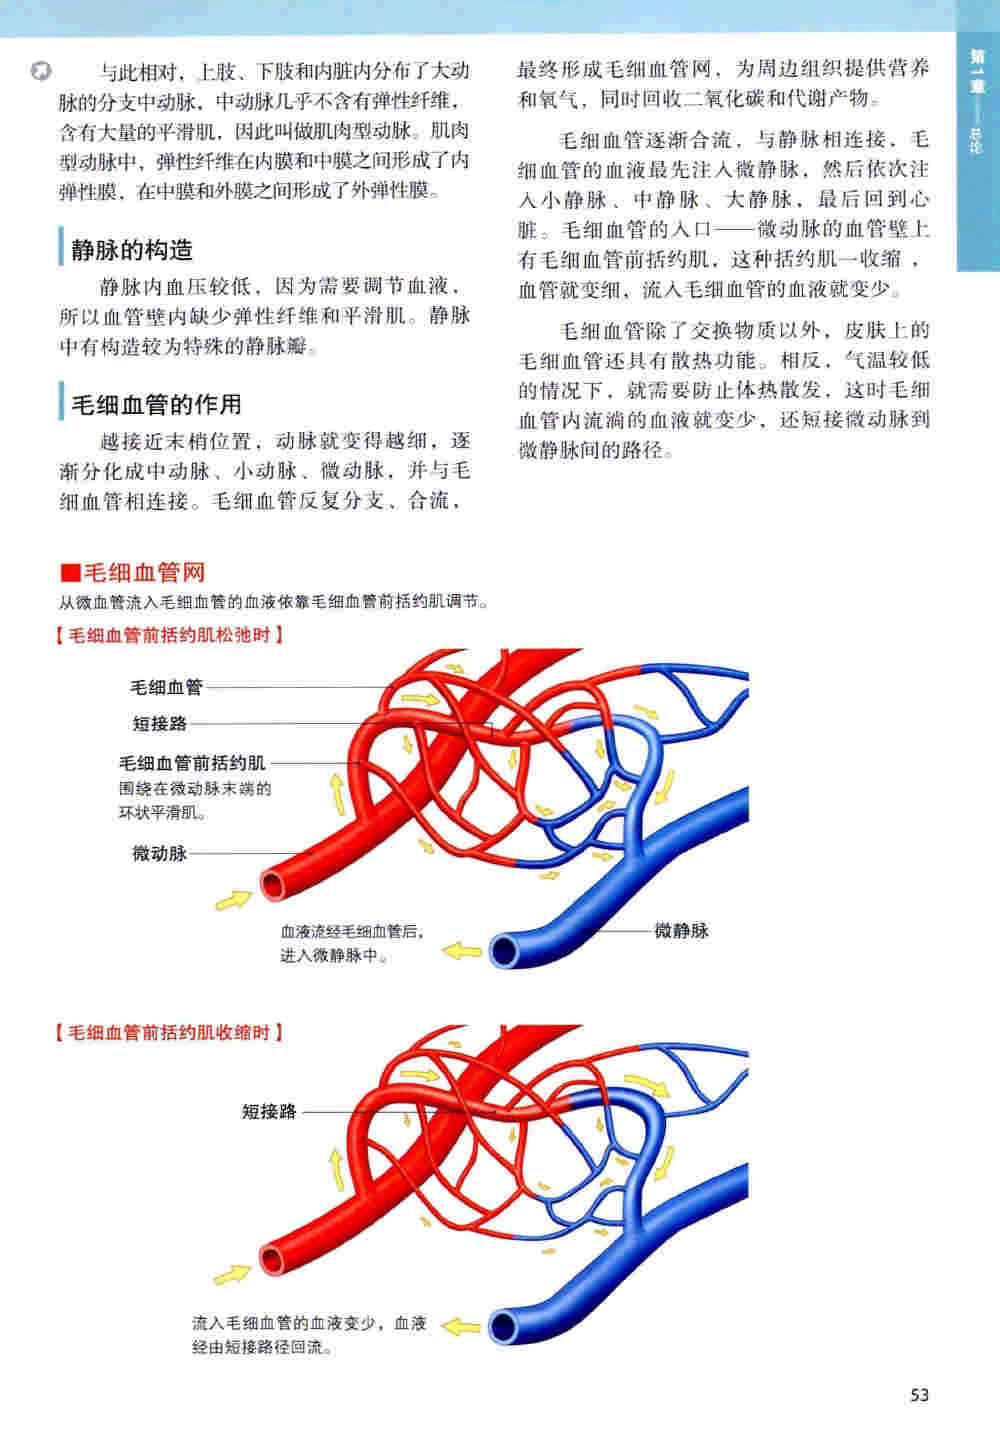 与此相对，上肢、下肢和内脏内分布了大动
脉的分支中动脉，中动脉几乎不含有弹性纤维，
含有大量的平滑肌，因此叫做肌肉型动脉。肌肉
型动脉中，弹性纤维在内膜和中膜之间形成了内
弹性膜，在中膜和外膜之间形成了外弹性膜。
静脉的构造
静脉内血压较低，因为需要调节血液，
所以血管壁内缺少弹性纤维和平滑肌。静脉
中有构造较为特殊的静脉瓣。
毛细血管的作用
越接近末梢位置，动脉就变得越细，逐
渐分化成中动脉、小动脉、微动脉，并与毛
细血管相连接。毛细血管反复分支、合流，
最终形成毛细血管网，为周边组织提供营养
和氧气，同时回收二氧化碳和代谢产物。
毛细血管逐渐合流，与静脉相连接，毛
细血管的血液最先注入微静脉，然后依次注
入小静脉、中静脉、大静脉，最后回到心
脏。毛细血管的入口——微动脉的血管壁上
有毛细血管前括约肌，这种括约肌一收缩，
血管就变细，流入毛细血管的血液就变少。
毛细血管除了交换物质以外，皮肤上的
毛细血管还具有散热功能。相反，气温较低
的情况下，就需要防止体热散发，这时毛细
血管内流淌的血液就变少，还短接微动脉到
微静脉间的路径。
第1章——总论
■毛细血管网
从微血管流入毛细血管的血液依靠毛细血管前括约肌调节。
【毛细血管前括约肌松弛时】
毛细血管
短接路
毛细血管前括约肌
围绕在微动脉末端的
环状平滑肌。
微动脉
血液流经毛细血管后，
进入微静脉中。
微静脉
【毛细血管前括约肌收缩时】
短接路
流入毛细血管的血液变少，血液
经由短接路径回流。
53